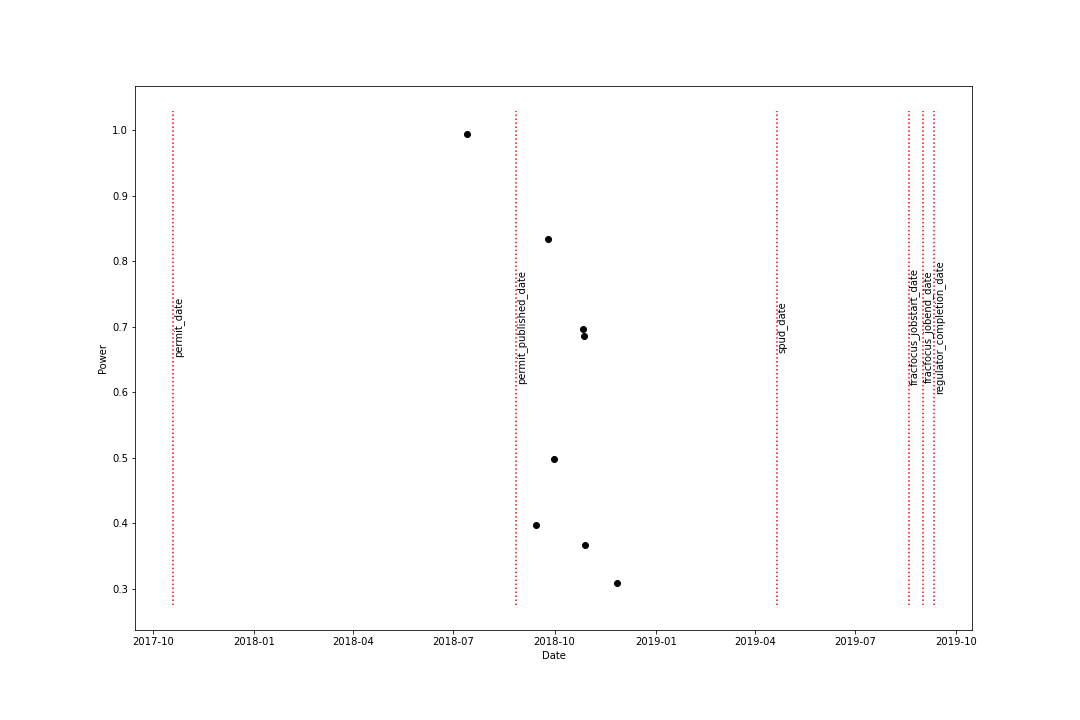 1.0
0.9
0.8
0.7
0.6
0.5
0.4
0.3
Power
permit_date
permit_published_date
spud_date
fracfocus_jobstart_date
fracfocus_jobend_date
regulator_completion_date
2017-10
2018-01
2018-04
2018-07
2018-10
2019-01
2019-04
2019-07
2019-10
Date